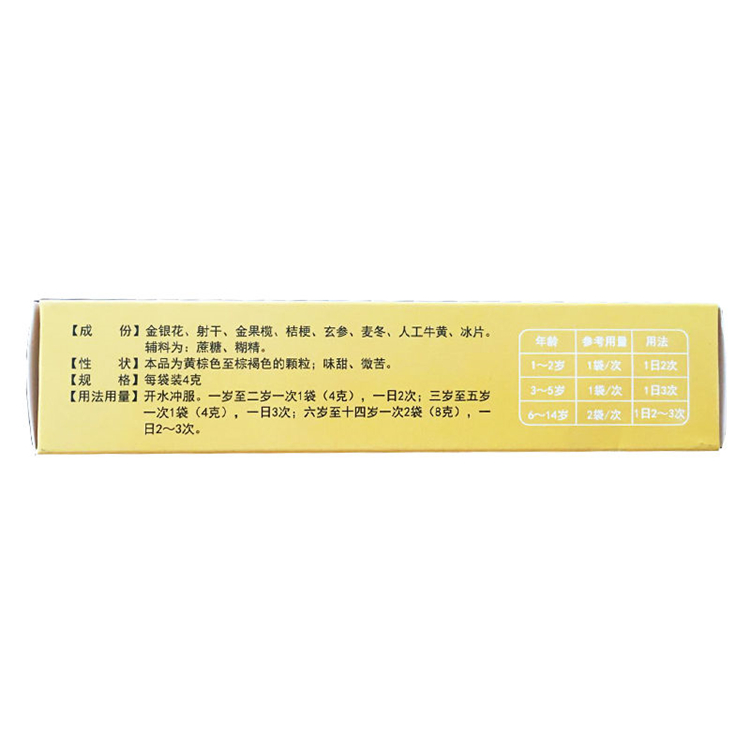 【成　份】金银花、射干、金果榄、桔梗、玄参、麦冬、人工牛黄、冰片。
辅料为：蔗糖、糊精。
【性　状】本品为黄棕色至棕褐色的颗粒；味甜、微苦。
【规　格】每袋装4克
【用法用量】开水冲服。一岁至二岁一次1袋（4克），一日2次；三岁至五岁
一次1袋（4克），一日3次；六岁至十四岁一次2袋（8克），一
日2～3次。
年龄 参考用量 用法
1～2岁 1袋/次 1日2次
3～5岁 1袋/次 1日3次
6～14岁 2袋/次 1日2～3次